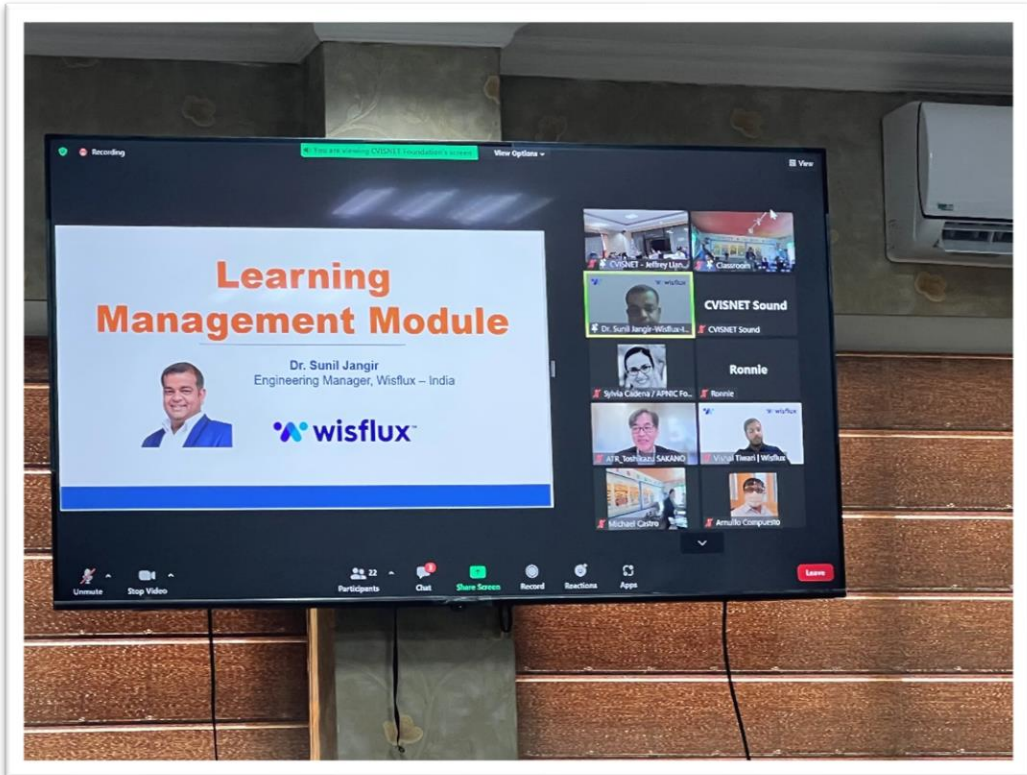 Recording
You are viewing CVISNET Foundation's screen
View Options
View
Learning
Management Module
Dr. Sunil Jangir
Engineering Manager, Wisflux – India
wisflux™
CVISNET - Jeffrey Llan...
Classroom
wisflux
Dr. Sunil Jangir-Wisflux-I...
CVISNET Sound
CVISNET Sound
Sylvia Cadena / APNIC Fo...
Ronnie
Ronnie
ATR_Toshikazu SAKANO
wisflux
Vishal Tiwari | Wisflux
Michael Castro
Arnulfo Compuesto
Unmute
Stop Video
Participants
22
Chat
Share Screen
Record
Reactions
Apps
Leave